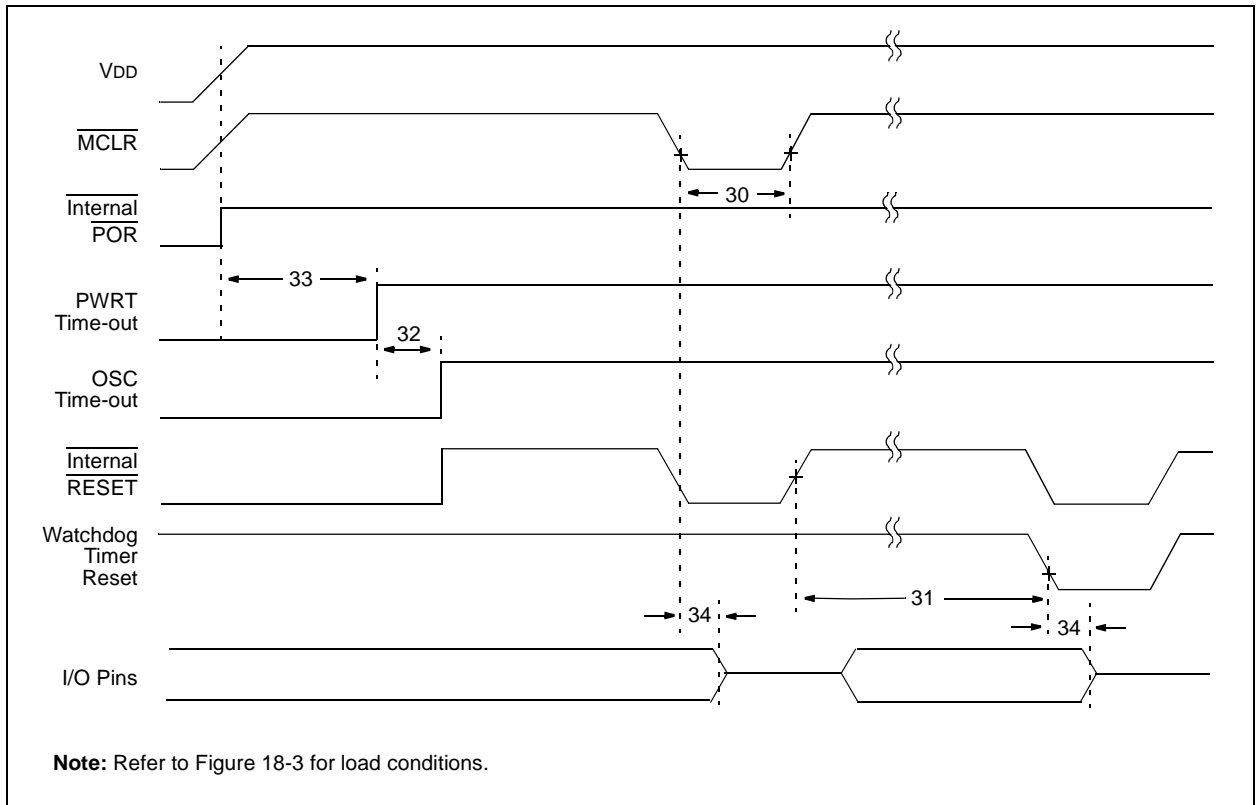 VDD
MCLR
30
Internal
POR
33
PWRT
Time-out
32
OSC
Time-out
Internal
RESET
Watchdog
Timer
Reset
31
34
34
I/O Pins
Note: Refer to Figure 18-3 for load conditions.